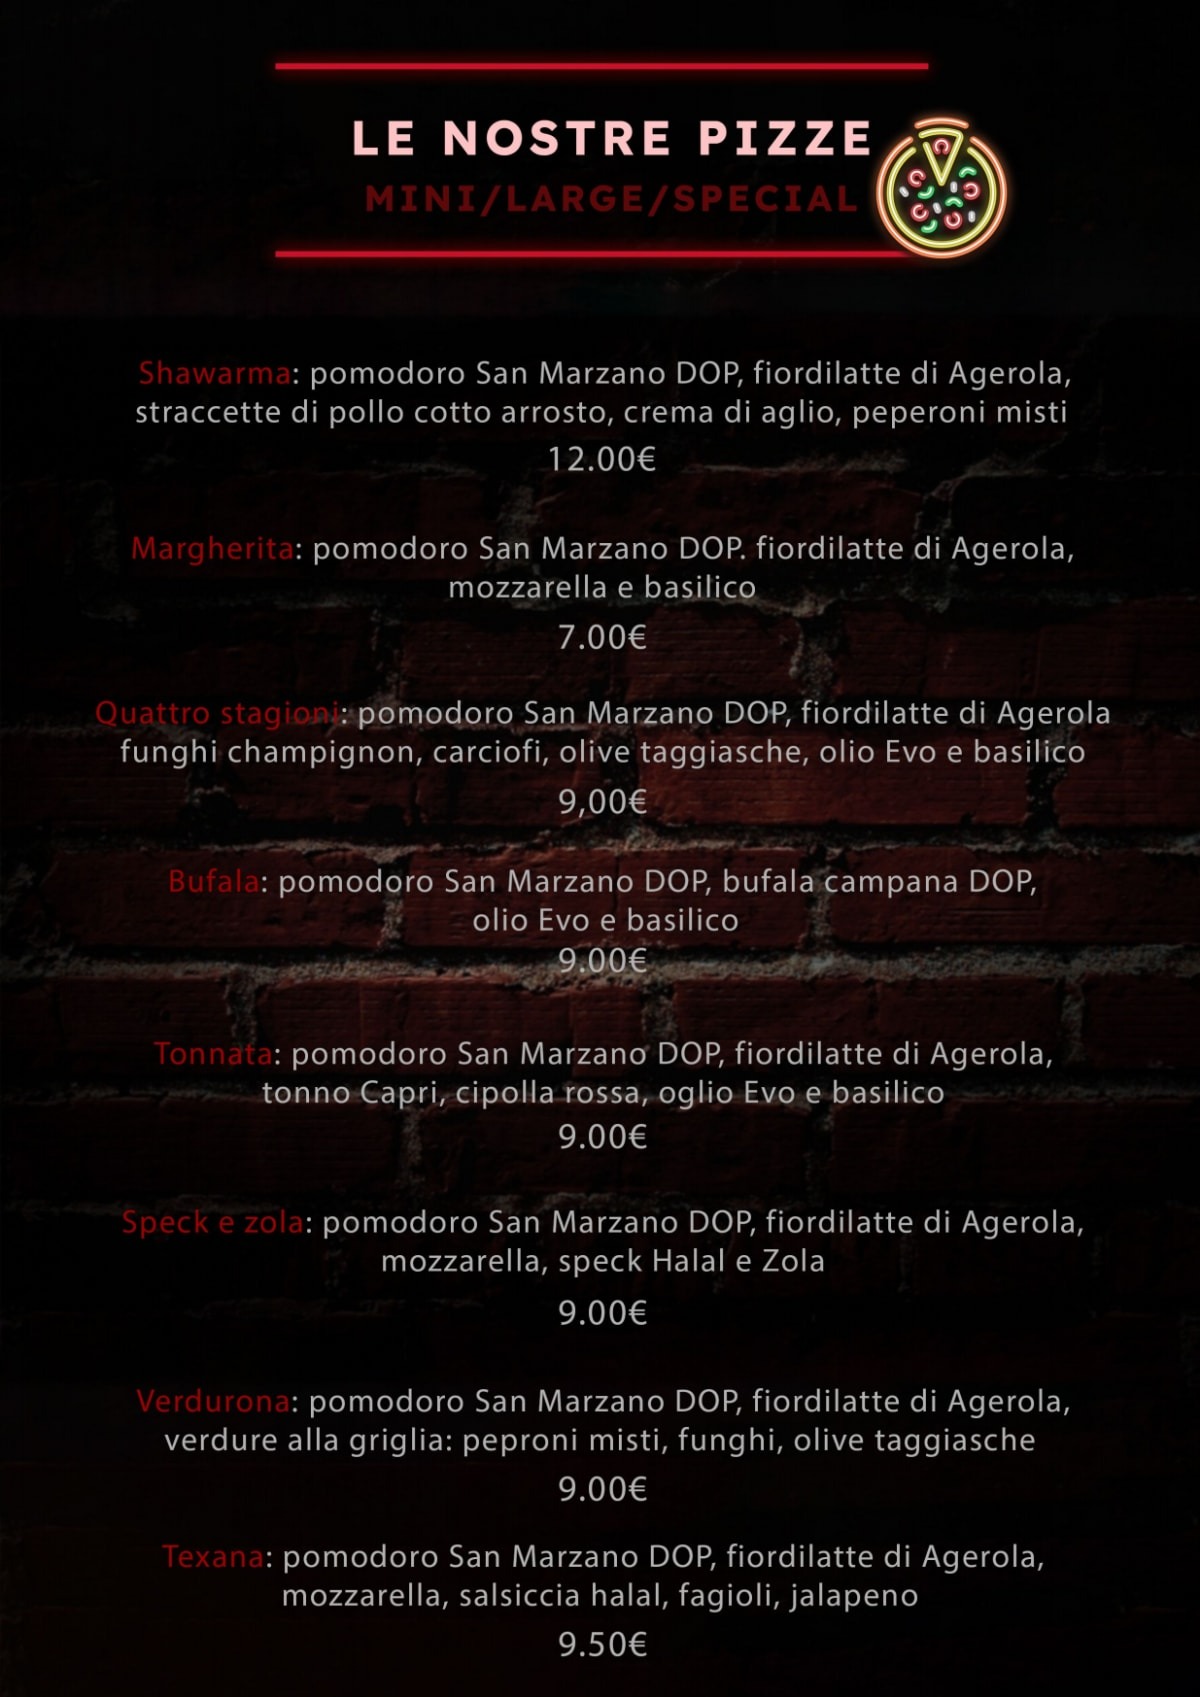 LE NOSTRE PIZZE
MINI/LARGE/SPECIAL
Shawarma: pomodoro San Marzano DOP, fiordilatte di Agerola,
straccette di pollo cotto arrosto, crema di aglio, peperoni misti
12.00€
Margherita: pomodoro San Marzano DOP. fiordilatte di Agerola,
mozzarella e basilico
7.00€
Quattro stagioni: pomodoro San Marzano DOP, fiordilatte di Agerola
funghi champignon, carciofi, olive taggiasche, olio Evo e basilico
9,00€
Bufala: pomodoro San Marzano DOP, bufala campana DOP,
olio Evo e basilico
9.00€
Tonnata: pomodoro San Marzano DOP, fiordilatte di Agerola,
tonno Capri, cipolla rossa, oglio Evo e basilico
9.00€
Speck e zola: pomodoro San Marzano DOP, fiordilatte di Agerola,
mozzarella, speck Halal e Zola
9.00€
Verdurona: pomodoro San Marzano DOP, fiordilatte di Agerola,
verdure alla griglia: peproni misti, funghi, olive taggiasche
9.00€
Texana: pomodoro San Marzano DOP, fiordilatte di Agerola,
mozzarella, salsiccia halal, fagioli, jalapeno
9.50€